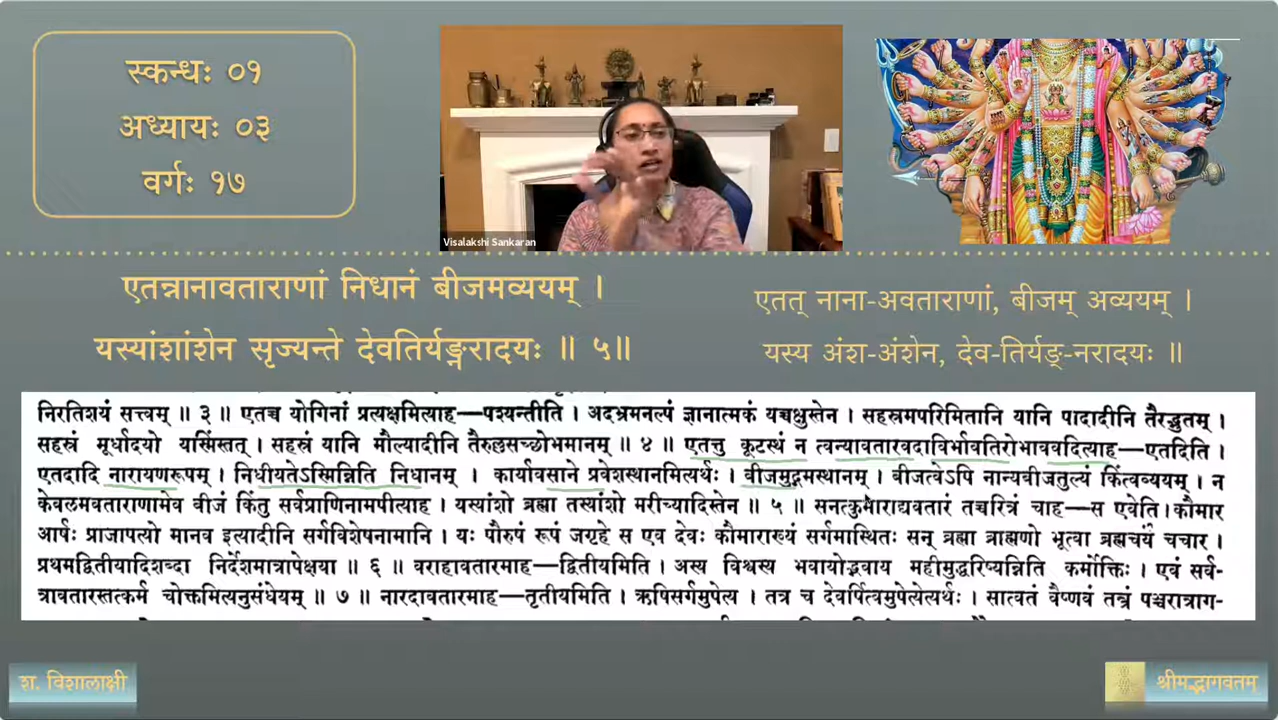 स्कन्धः ०१
अध्यायः ०३
वर्गः १७
Visalakshi Sankaran
एतन्नानावताराणां निधानं बीजमव्ययम् ।
यस्यांशांशेन सृज्यन्ते देवतिर्यङ्नरादयः ॥ ५॥
एतत् नाना-अवताराणां, बीजम् अव्ययम् ।
यस्य अंश-अंशेन, देव-तिर्यङ्-नरादयः ॥
निरतिशयं सत्त्वम् ॥ ३ ॥ एतच्च योगिनां प्रत्यक्षमित्याह—पश्यन्तीति । अदभ्रमनल्पं ज्ञानात्मकं यच्चक्षुस्तेन । सहस्रमपरिमितानि यानि पादादीनि तैरद्भुतम् ।
सहस्रं मूर्धादयो यस्मिंस्तत् । सहस्रं यानि मौल्यादीनि तैरुल्लसच्छोभमानम् ॥ ४ ॥ एतत्तु कूटस्थं न त्वन्यावतारवदाविर्भावतिरोभाववदित्याह—एतदिति ।
एतदादि नारायणरूपम् । निधीयतेऽस्मिन्निति निधानम् । कार्यावसाने प्रवेशस्थानमित्यर्थः । बीजमुद्गमस्थानम् । बीजत्वेऽपि नान्यबीजतुल्यं किंत्वव्ययम् । न
केवलमवताराणामेव बीजं किंतु सर्वप्राणिनामपीत्याह । यस्यांशो ब्रह्मा तस्यांशो मरीच्यादिस्तेन ॥ ५ ॥ सनत्कुमाराद्यवतारं तच्चरित्रं चाह—स एवेति । कौमार
आर्षः प्राजापत्यो मानव इत्यादीनि सर्गविशेषनामानि । यः पौरुषं रूपं जगृहे स एव देवः कौमाराख्यं सर्गमास्थितः सन् ब्रह्मा ब्राह्मणो भूत्वा ब्रह्मचर्यं चचार ।
प्रथमद्वितीयादिशब्दा निर्देशमात्रापेक्षया ॥ ६ ॥ वराहावतारमाह—द्वितीयमिति । अस्य विश्वस्य भवायोद्भवाय महीमुद्धरिष्यन्निति कर्मोक्तिः । एवं सर्व-
त्रावतारस्तत्कर्म चोक्तमित्यनुसंधेयम् ॥ ७ ॥ नारदावतारमाह—तृतीयमिति । ऋषिसर्गमुपेत्य । तत्र च देवर्षित्वमुपेत्येत्यर्थः । सात्वतं वैष्णवं तन्त्रं पञ्चरात्राग-
श. विशालाक्षी
श्रीमद्भागवतम्